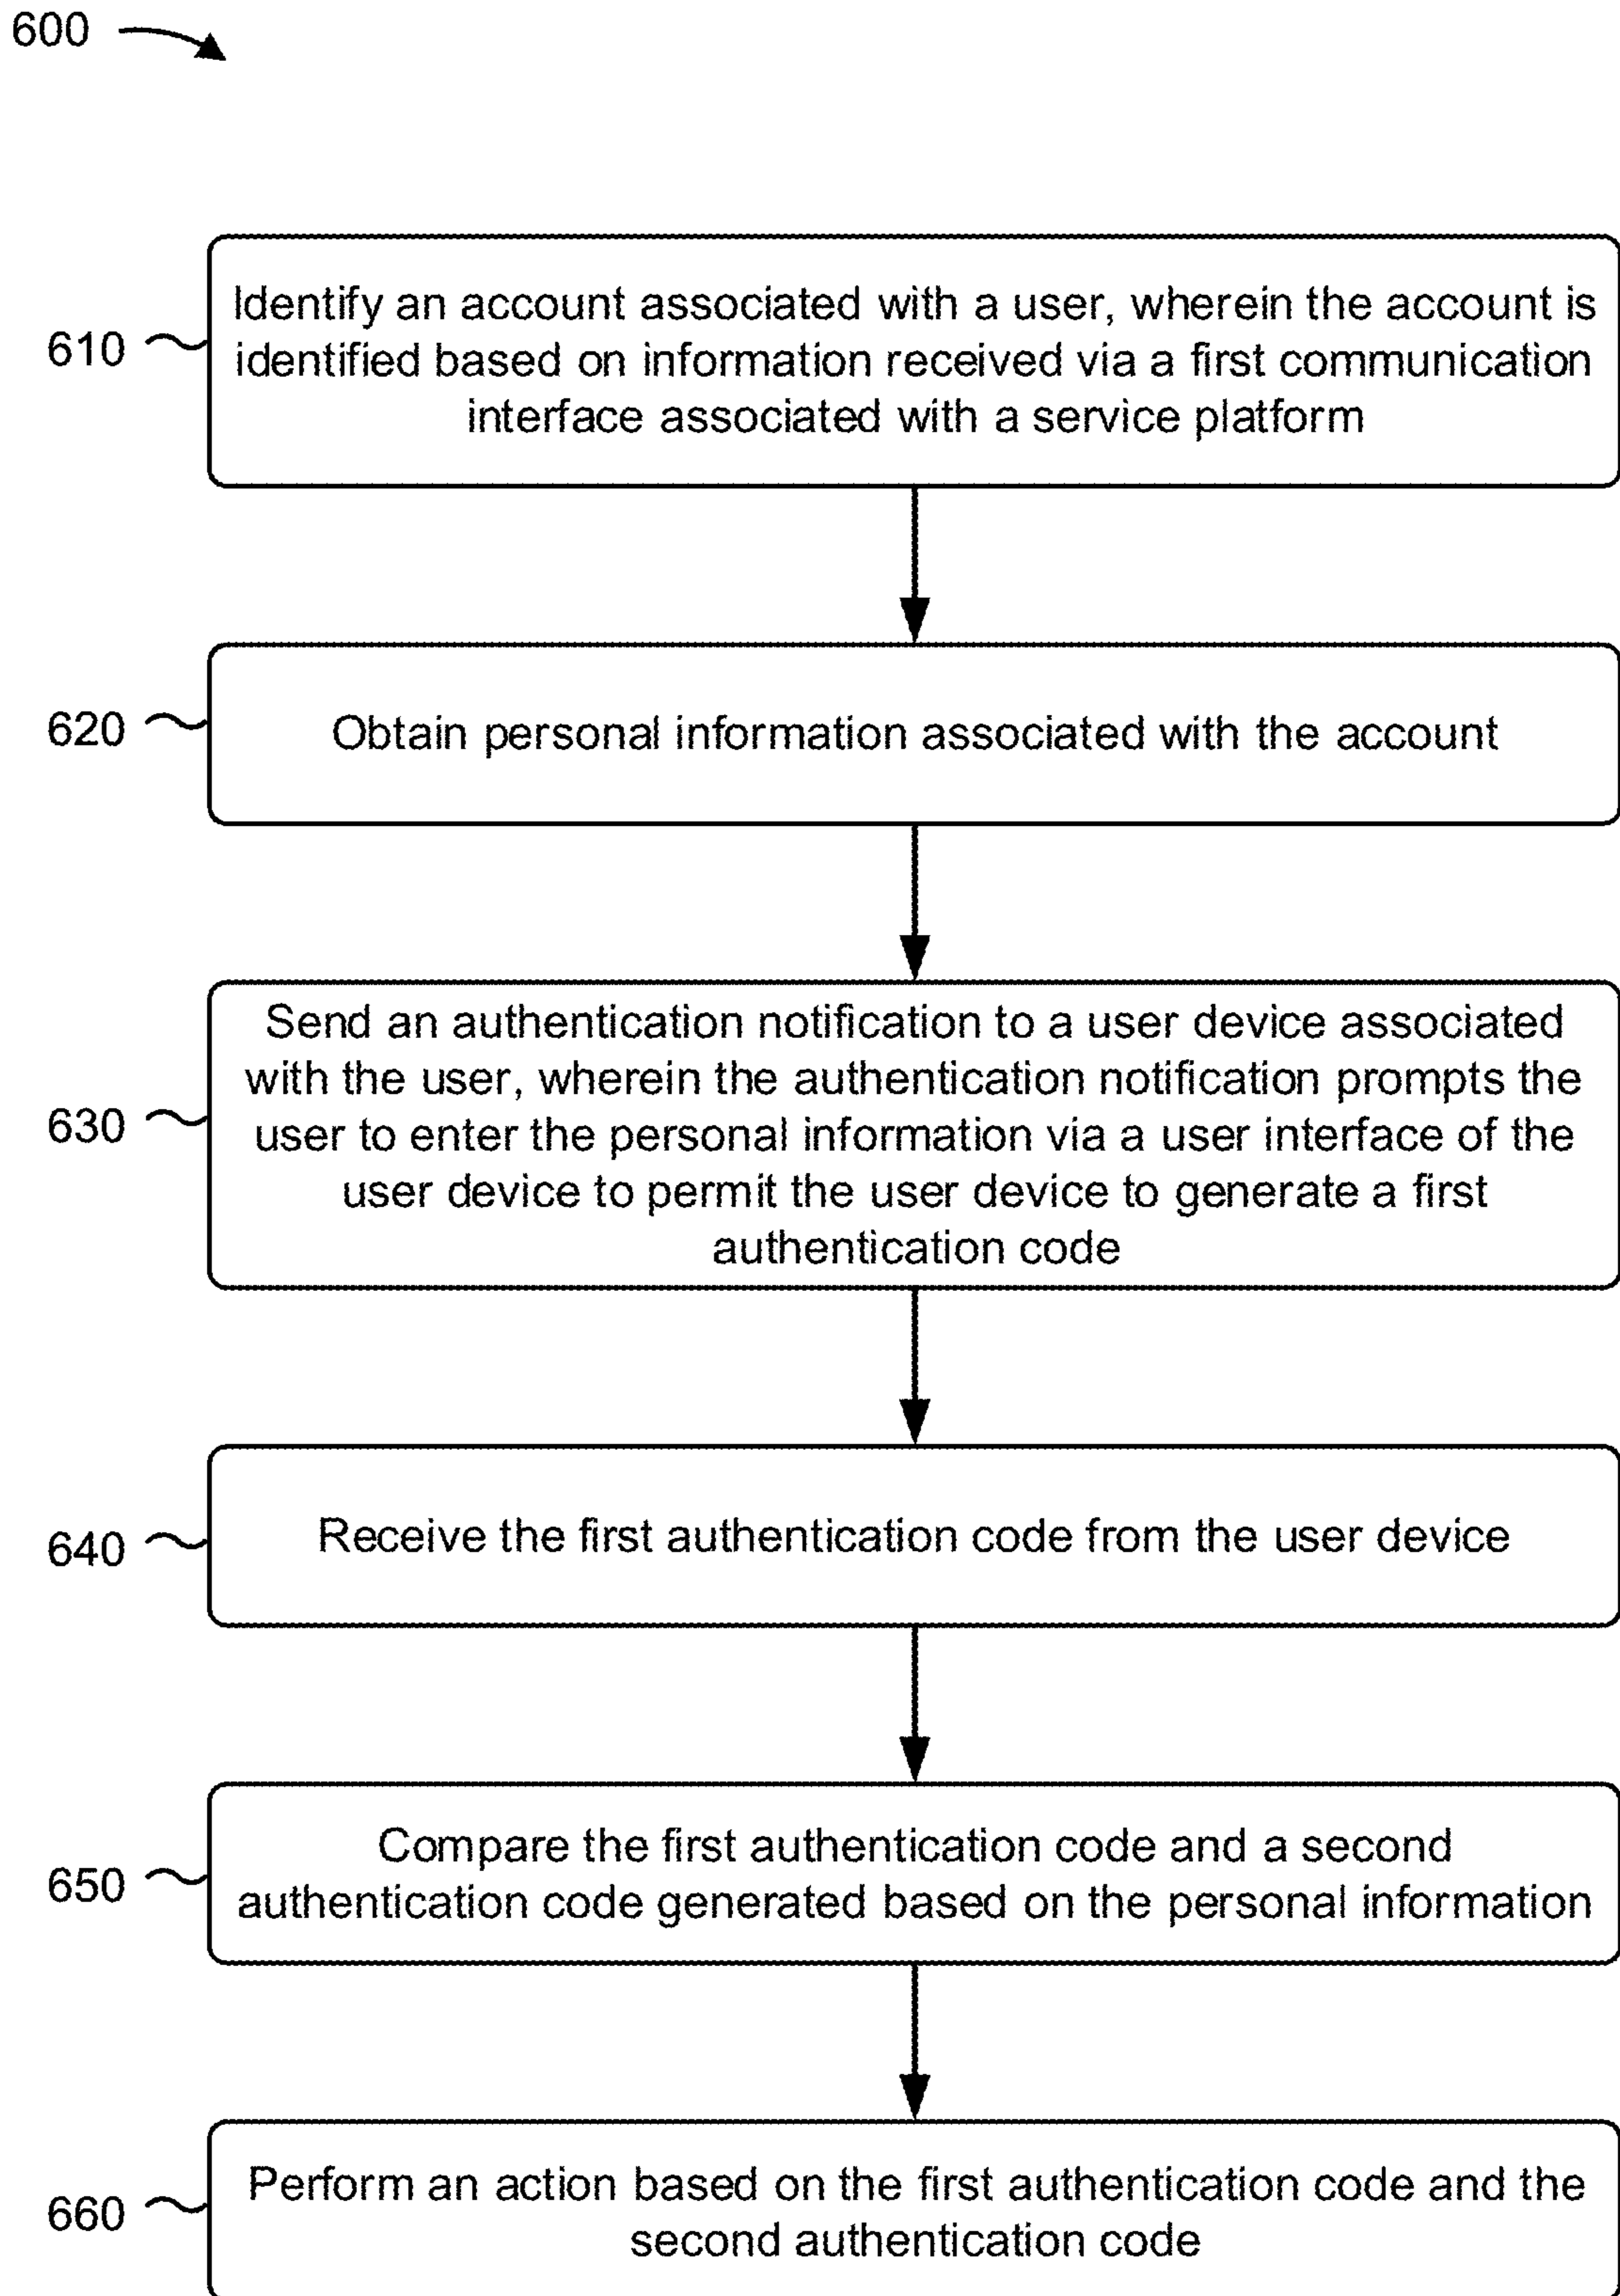 600
610
Identify an account associated with a user, wherein the account is
identified based on information received via a first communication
interface associated with a service platform
620
Obtain personal information associated with the account
630
Send an authentication notification to a user device associated
with the user, wherein the authentication notification prompts the
user to enter the personal information via a user interface of the
user device to permit the user device to generate a first
authentication code
640
Receive the first authentication code from the user device
650
Compare the first authentication code and a second
authentication code generated based on the personal information
660
Perform an action based on the first authentication code and the
second authentication code